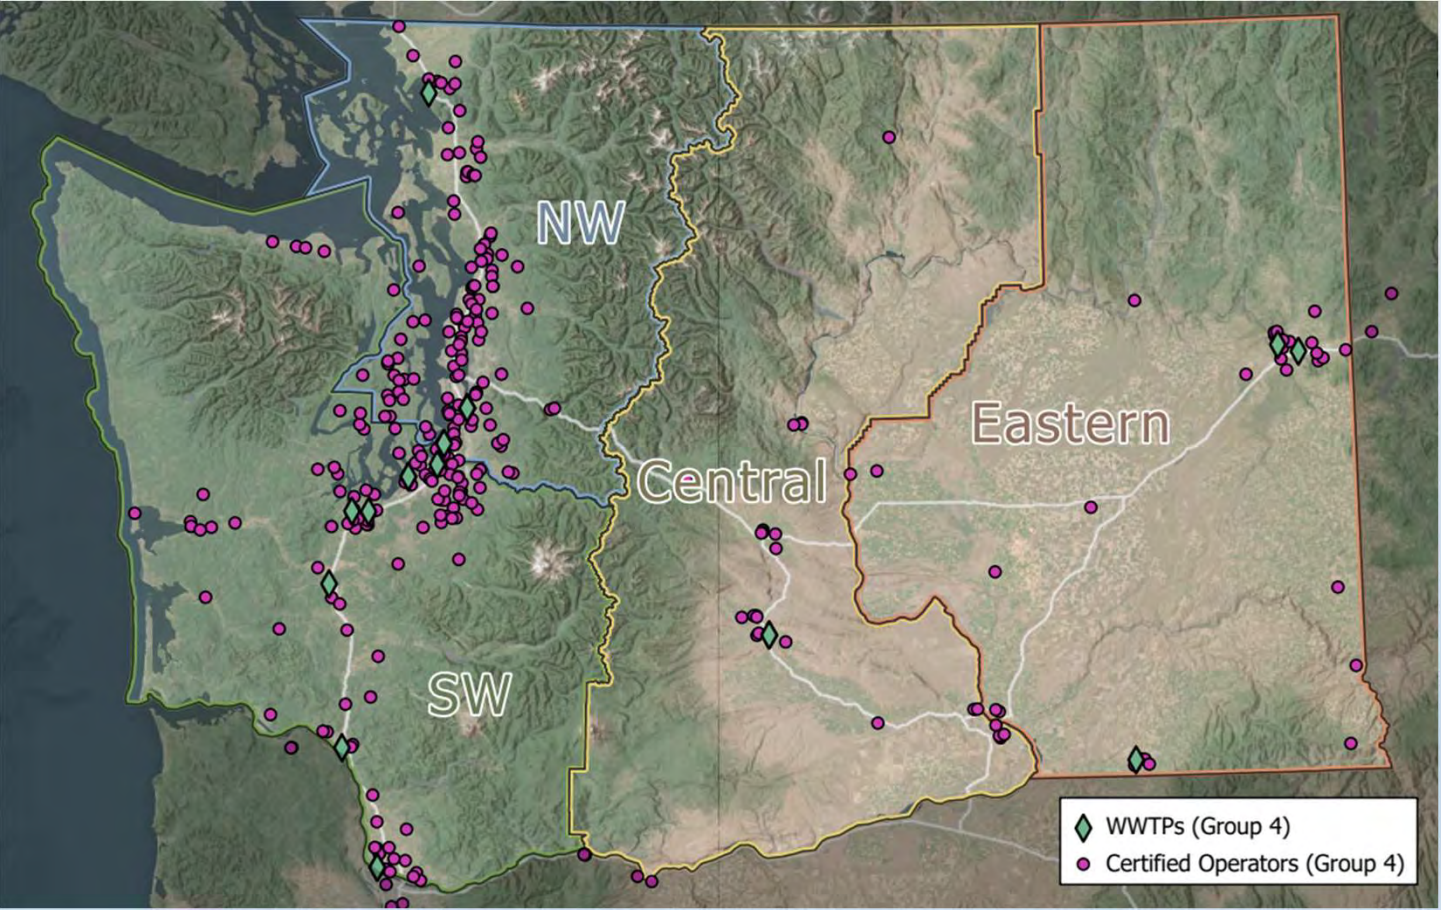 NW
Eastern
Central
SW
WWTPs (Group 4)
Certified Operators (Group 4)